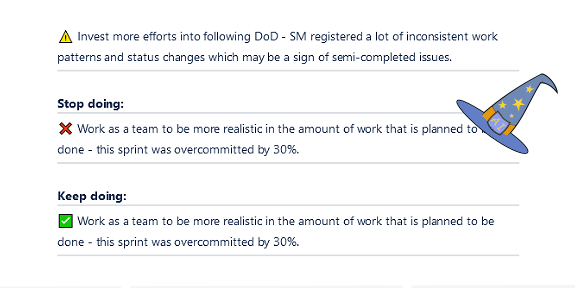 Invest more efforts into following DoD - SM registered a lot of inconsistent work
patterns and status changes which may be a sign of semi-completed issues.
Stop doing:
Work as a team to be more realistic in the amount of work that is planned to
done - this sprint was overcommitted by 30%.
Keep doing:
Work as a team to be more realistic in the amount of work that is planned to be
done - this sprint was overcommitted by 30%.